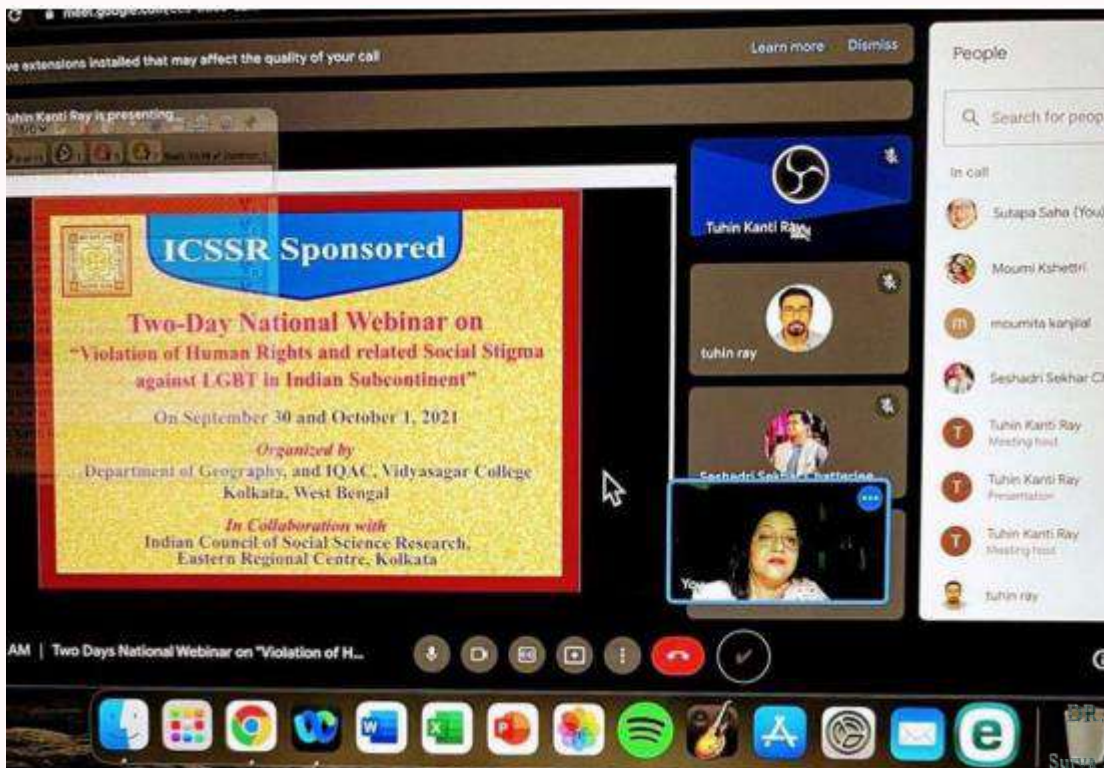 ve extensions installed that may affect the quality of your call
Learn more Dismiss
Tuhin Kanti Ray is presenting...
ICSSR Sponsored
Two-Day National Webinar on
"Violation of Human Rights and related Social Stigma
against LGBT in Indian Subcontinent"
On September 30 and October 1, 2021
Organized by
Department of Geography, and IQAC, Vidyasagar College
Kolkata, West Bengal
In Collaboration with
Indian Council of Social Science Research,
Eastern Regional Centre, Kolkata
Tuhin Kanti Ray
tuhin ray
Seshadri Sekhar Chatterjee
You
People
Search for peop
In call
Sutapa Saha (You)
Moumi Kshettri
m
moumita kanjilal
Seshadri Sekhar C
T
Tuhin Kanti Ray
Meeting host
T
Tuhin Kanti Ray
Presentation
T
Tuhin Kanti Ray
Meeting host
tuhin ray
AM | Two Days National Webinar on "Violation of H...
W
X
P
e